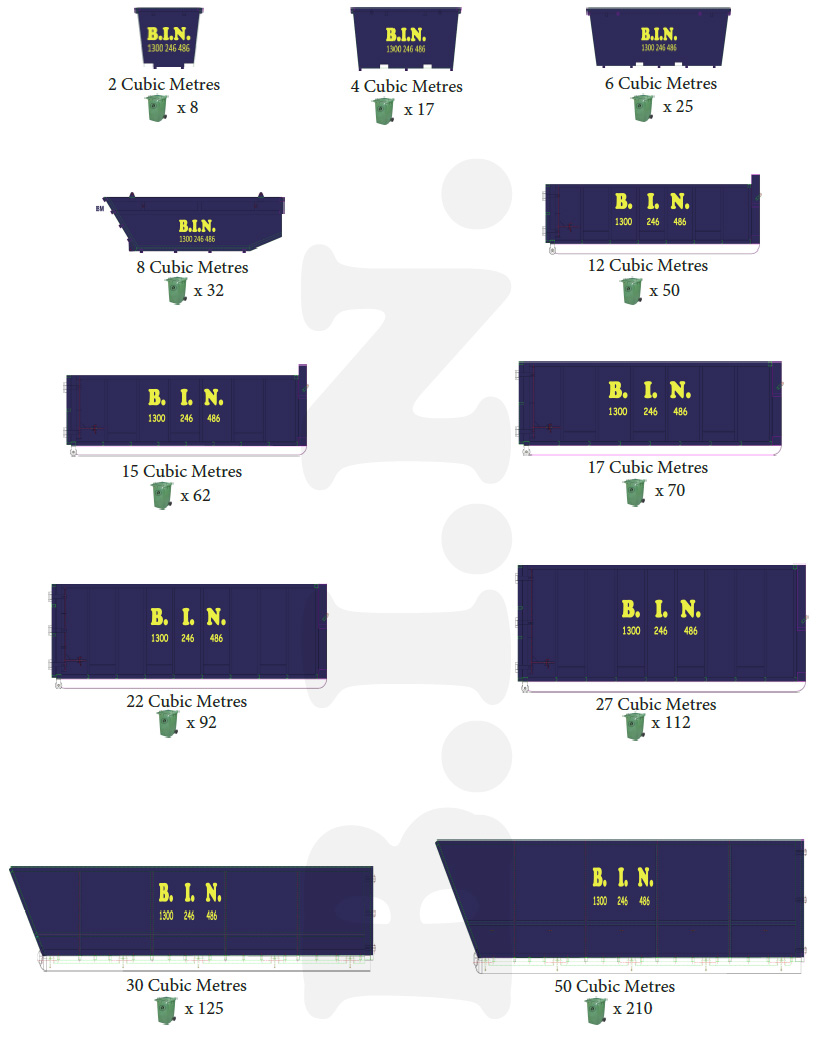 B.I.N.
1300 246 486
2 Cubic Metres
x 8
B.I.N.
1300 246 486
4 Cubic Metres
x 17
B.I.N.
1300 246 486
6 Cubic Metres
x 25
BM
B.I.N.
1300 246 486
8 Cubic Metres
x 32
B. I. N.
1300 246 486
12 Cubic Metres
x 50
B. I. N.
1300 246 486
15 Cubic Metres
x 62
B. I. N.
1300 246 486
17 Cubic Metres
x 70
B. I. N.
1300 246 486
22 Cubic Metres
x 92
B. I. N.
1300 246 486
27 Cubic Metres
x 112
B. I. N.
1300 246 486
30 Cubic Metres
x 125
B. I. N.
1300 246 486
50 Cubic Metres
x 210
B.I.N.